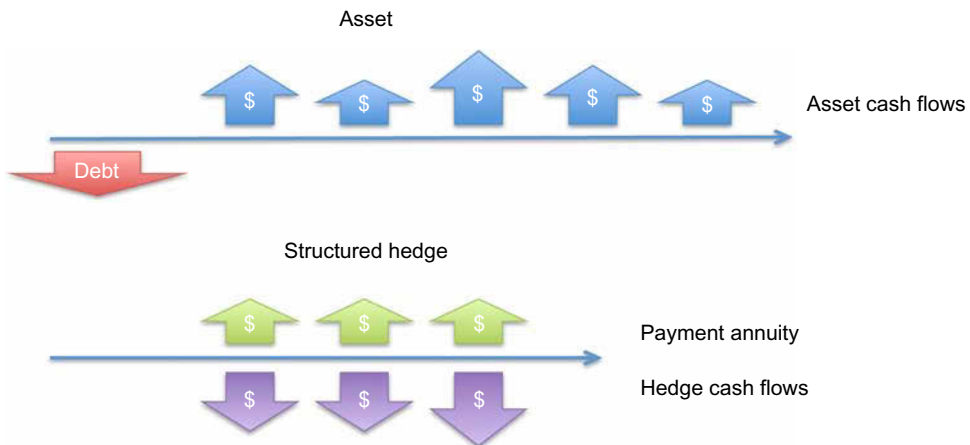 Asset
$ $ $ $ $
Asset cash flows
Debt
Structured hedge
$ $ $
Payment annuity
Hedge cash flows
$ $ $